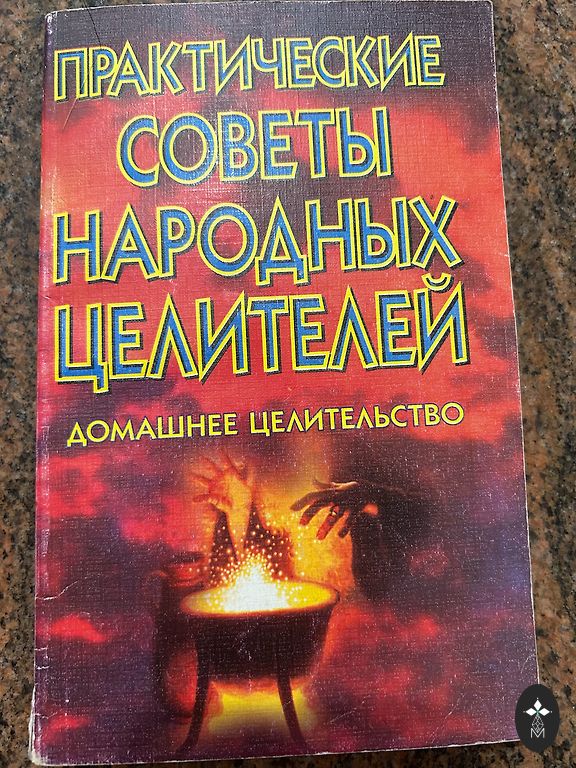 ПРАКТИЧЕСКИЕ
СОВЕТЫ
НАРОДНЫХ
ЦЕЛИТЕЛЕЙ
ДОМАШНЕЕ ЦЕЛИТЕЛЬСТВО
М